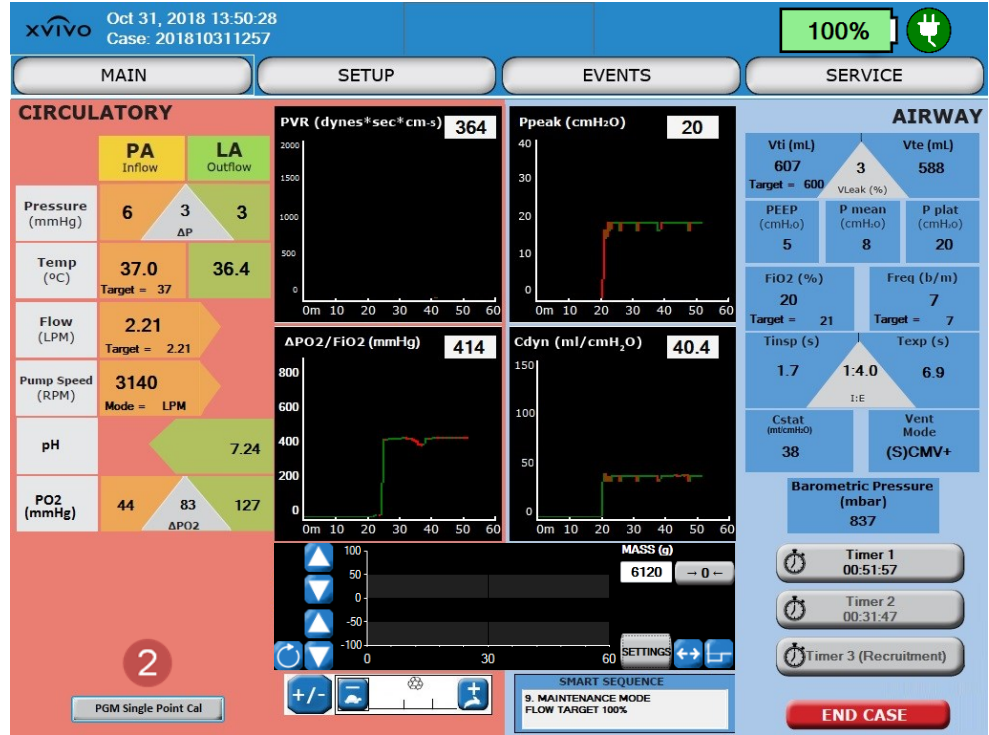 xvivo
Oct 31, 2018 13:50:28
Case: 201810311257
100%
MAIN
SETUP
EVENTS
SERVICE
CIRCULATORY
PA
Inflow
LA
Outflow
Pressure
(mmHg)
6
3
3
ΔP
Temp
(ºC)
37.0
Target = 37
36.4
Flow
(LPM)
2.21
Target = 2.21
Pump Speed
(RPM)
3140
Mode = LPM
pH
7.24
PO2
(mmHg)
44
83
127
ΔPO2
2
PGM Single Point Cal
PVR (dynes*sec*cm-5)
364
2000
1500
1000
500
0
0m 10 20 30 40 50 60
Ppeak (cmH2O)
20
40
30
20
10
0
0m 10 20 30 40 50 60
ΔPO2/FiO2 (mmHg)
414
800
600
400
200
0
0m 10 20 30 40 50 60
Cdyn (ml/cmH2O)
40.4
150
100
50
0
0m 10 20 30 40 50 60
100
50
0
-50
-100
0 30 60
MASS (g)
6120
→ 0 ←
SETTINGS
+/-
SMART SEQUENCE
9. MAINTENANCE MODE
FLOW TARGET 100%
AIRWAY
Vti (mL)
607
Target = 600
3
VLeak (%)
Vte (mL)
588
PEEP
(cmH2O)
5
P mean
(cmH2O)
8
P plat
(cmH2O)
20
FiO2 (%)
20
Target = 21
Freq (b/m)
7
Target = 7
Tinsp (s)
1.7
1:4.0
I:E
Texp (s)
6.9
Cstat
(ml/cmH2O)
38
Vent
Mode
(S)CMV+
Barometric Pressure
(mbar)
837
Timer 1
00:51:57
Timer 2
00:31:47
Timer 3 (Recruitment)
END CASE